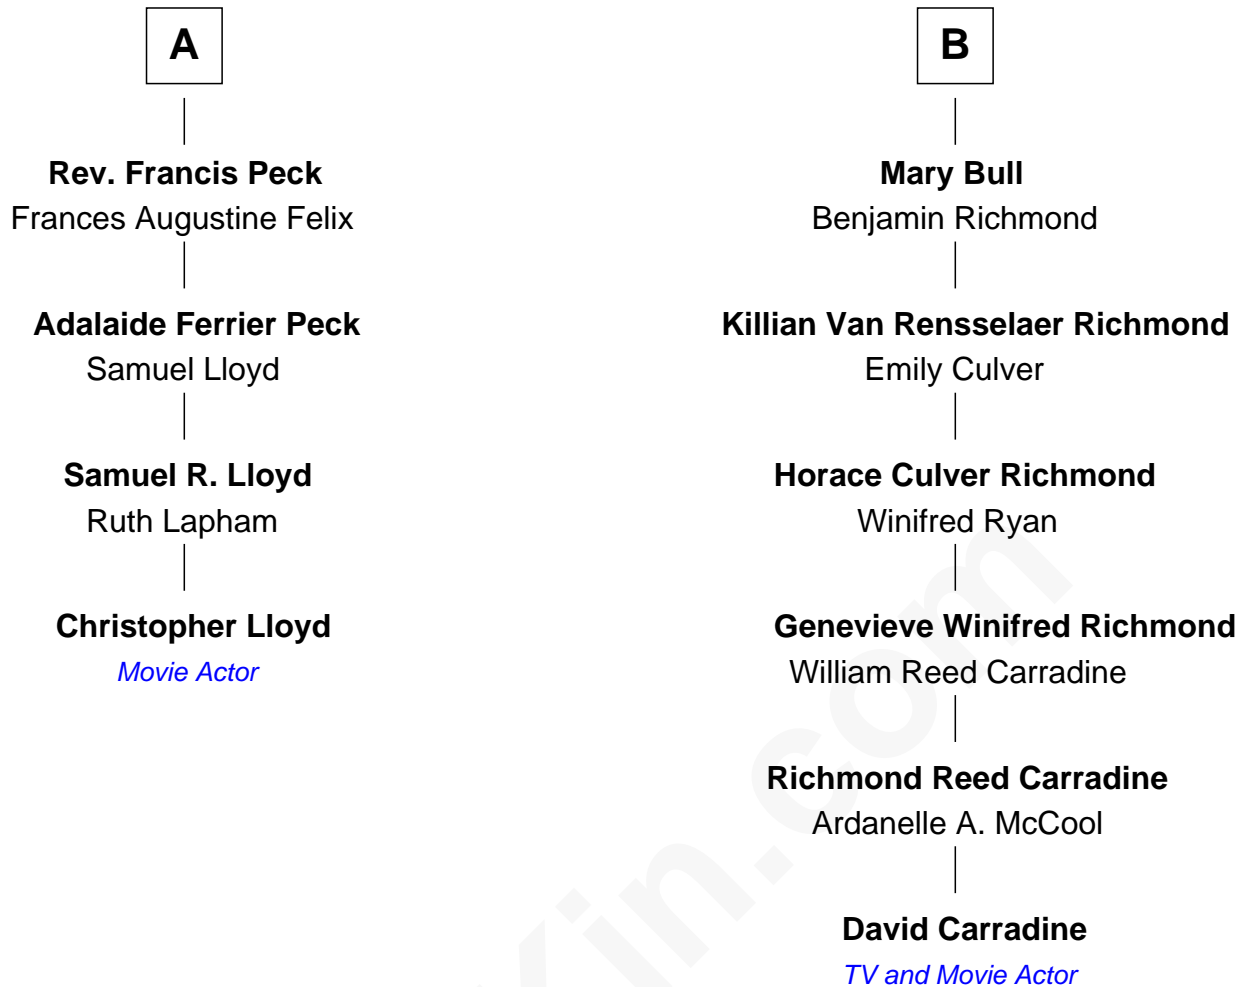 A
Rev. Francis Peck
Frances Augustine Felix
Adalaide Ferrier Peck
Samuel Lloyd
Samuel R. Lloyd
Ruth Lapham
Christopher Lloyd
Movie Actor
B
Mary Bull
Benjamin Richmond
Killian Van Rensselaer Richmond
Emily Culver
Horace Culver Richmond
Winifred Ryan
Genevieve Winifred Richmond
William Reed Carradine
Richmond Reed Carradine
Ardanelle A. McCool
David Carradine
TV and Movie Actor
Kin.com